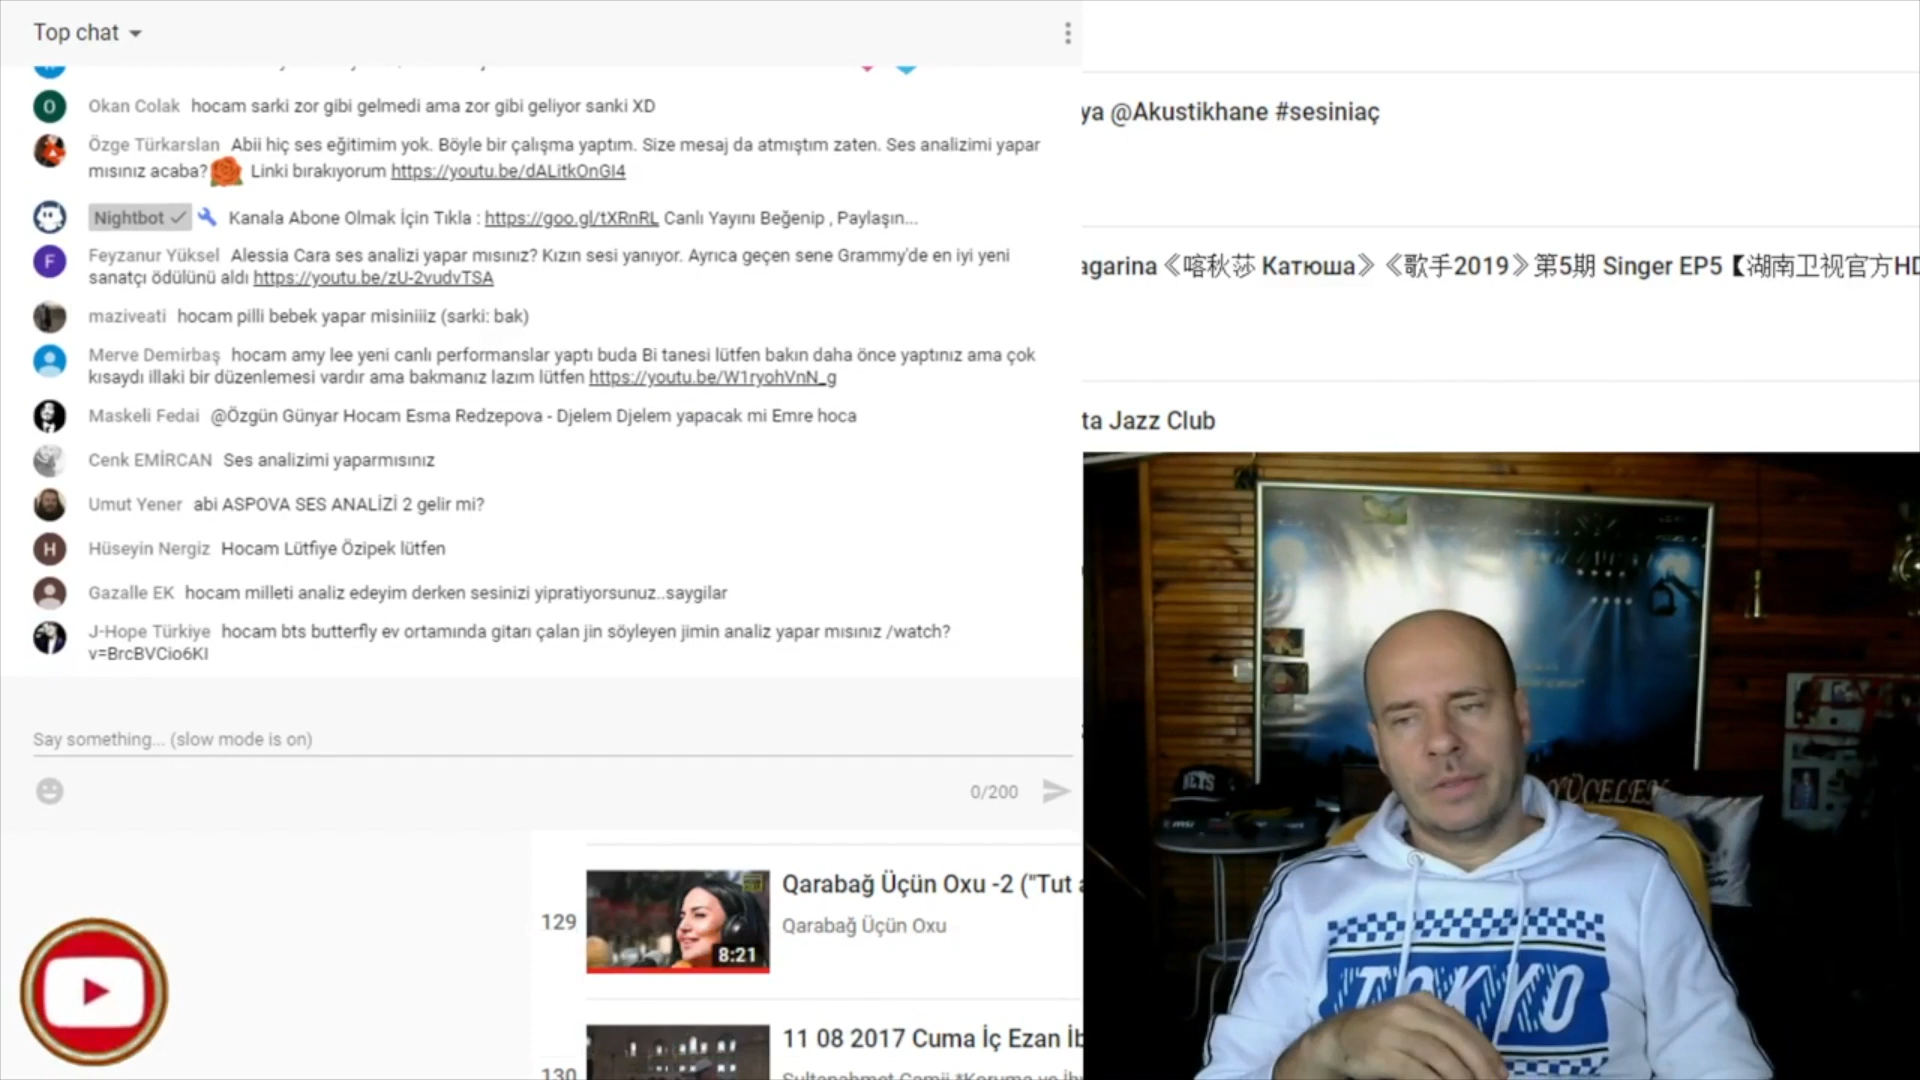 Top chat
O
Okan Colak hocam sarki zor gibi gelmedi ama zor gibi geliyor sanki XD
Özge Türkarslan Abii hiç ses eğitimim yok. Böyle bir çalışma yaptım. Size mesaj da atmıştım zaten. Ses analizimi yapar
mısınız acaba? Linki bırakıyorum https://youtu.be/dALitkOnGI4
Nightbot Kanala Abone Olmak İçin Tıkla : https://goo.gl/tXRnRL Canlı Yayını Beğenip , Paylaşın...
F
Feyzanur Yüksel Alessia Cara ses analizi yapar mısınız? Kızın sesi yanıyor. Ayrıca geçen sene Grammy'de en iyi yeni
sanatçı ödülünü aldı https://youtu.be/zU-2vudvTSA
maziveati hocam pilli bebek yapar misiniiiz (sarki: bak)
Merve Demirbaş hocam amy lee yeni canlı performanslar yaptı buda Bi tanesi lütfen bakın daha önce yaptınız ama çok
kısaydı illaki bir düzenlemesi vardır ama bakmanız lazım lütfen https://youtu.be/W1ryohVnN_g
Maskeli Fedai @Özgün Günyar Hocam Esma Redzepova - Djelem Djelem yapacak mi Emre hoca
Cenk EMİRCAN Ses analizimi yaparmısınız
Umut Yener abi ASPOVA SES ANALİZİ 2 gelir mi?
H
Hüseyin Nergiz Hocam Lütfiye Özipek lütfen
Gazalle EK hocam milleti analiz edeyim derken sesinizi yipratiyorsunuz..saygilar
J-Hope Türkiye hocam bts butterfly ev ortamında gitarı çalan jin söyleyen jimin analiz yapar mısınız /watch?
v=BrcBVCio6KI
Say something... (slow mode is on)
0/200
ya @Akustikhane #sesiniaç
agarina《喀秋莎 Катюша》《歌手2019》第5期 Singer EP5【湖南卫视官方HD
ta Jazz Club
129
8:21
Qarabağ Üçün Oxu -2 ("Tut a
Qarabağ Üçün Oxu
130
11 08 2017 Cuma İç Ezan İb
Sultanahmet Camii *Koruma ve İh
METS
msi
YÜCELEN
TOKYO